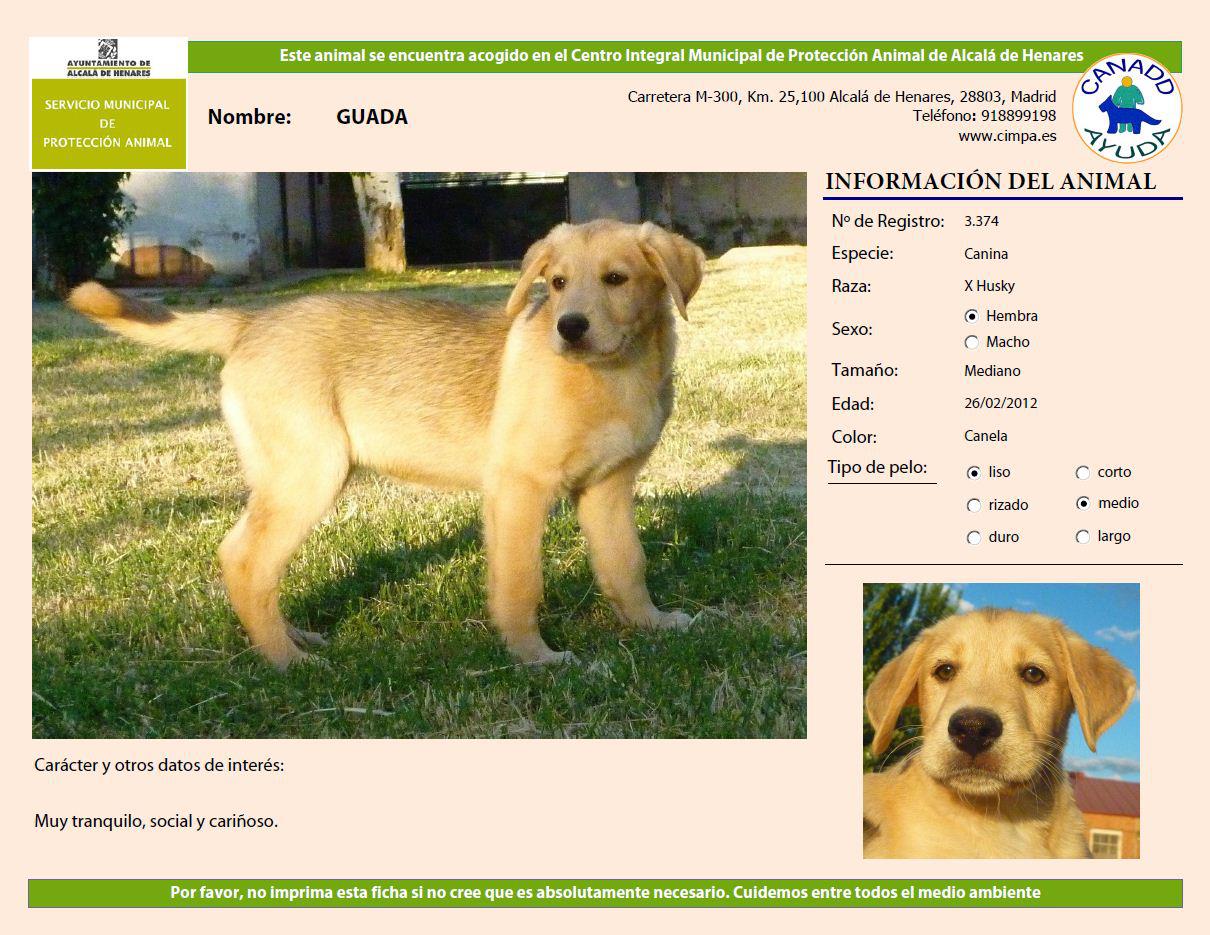 AYUNTAMIENTO DE
ALCALÁ DE HENARES
SERVICIO MUNICIPAL
DE
PROTECCIÓN ANIMAL
Este animal se encuentra acogido en el Centro Integral Municipal de Protección Animal de Alcalá de Henares
Nombre: GUADA
Carretera M-300, Km. 25,100 Alcalá de Henares, 28803, Madrid
Teléfono: 918899198
www.cimpa.es
CANADD
AYUDA
INFORMACIÓN DEL ANIMAL
Nº de Registro: 3.374
Especie: Canina
Raza: X Husky
Sexo: Hembra
Macho
Tamaño: Mediano
Edad: 26/02/2012
Color: Canela
Tipo de pelo: liso corto
rizado medio
duro largo
Carácter y otros datos de interés:
Muy tranquilo, social y cariñoso.
Por favor, no imprima esta ficha si no cree que es absolutamente necesario. Cuidemos entre todos el medio ambiente